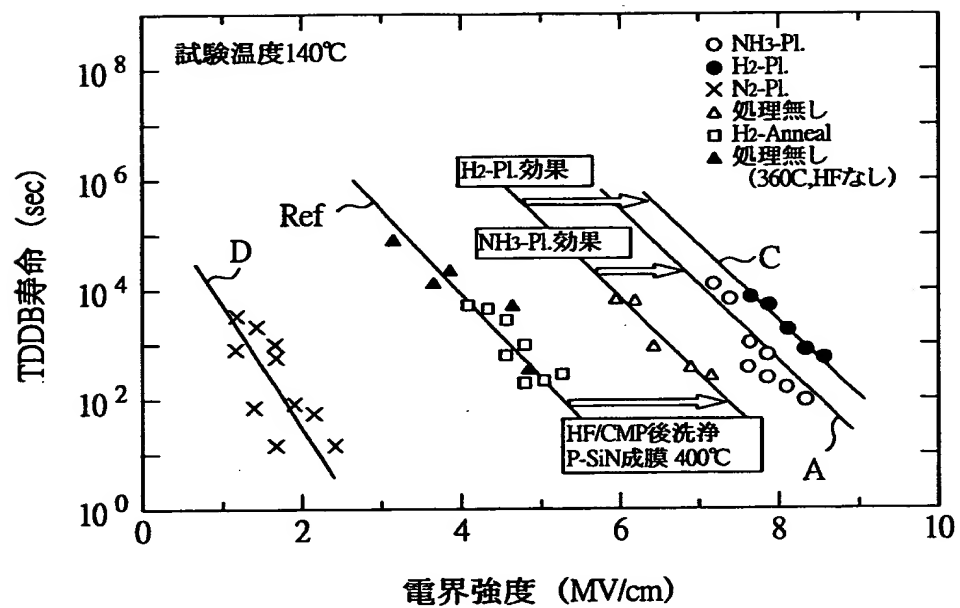 試験温度140℃
NH3-Pl.
H2-Pl.
N2-Pl.
処理無し
H2-Anneal
処理無し
(360C,HFなし)
H2-Pl.効果
NH3-Pl.効果
HF/CMP後洗浄
P-SiN成膜 400℃
D
Ref
C
A
TDDB寿命 (sec)
10^8
10^6
10^4
10^2
10^0
0 2 4 6 8 10
電界強度 (MV/cm)